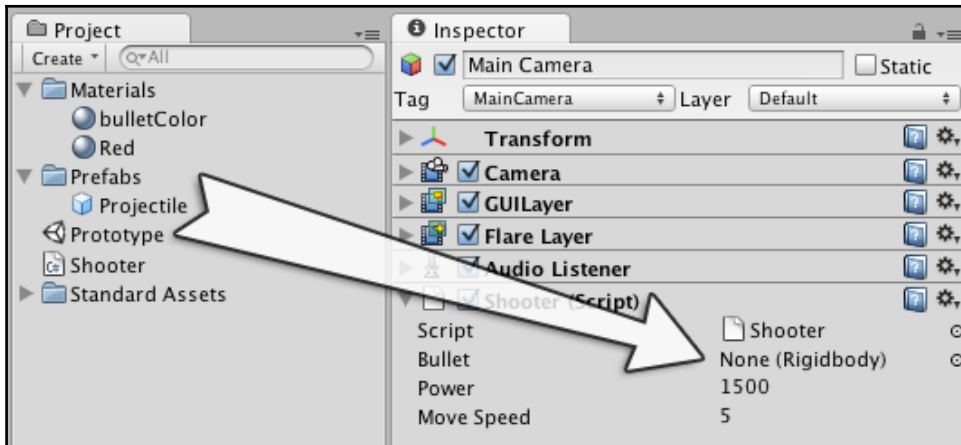 Project
Create
All
Materials
bulletColor
Red
Prefabs
Projectile
Prototype
C#
Shooter
Standard Assets
Inspector
Main Camera
Static
Tag MainCamera Layer Default
Transform
Camera
GUILayer
Flare Layer
Audio Listener
Shooter (Script)
Script Shooter
Bullet None (Rigidbody)
Power 1500
Move Speed 5